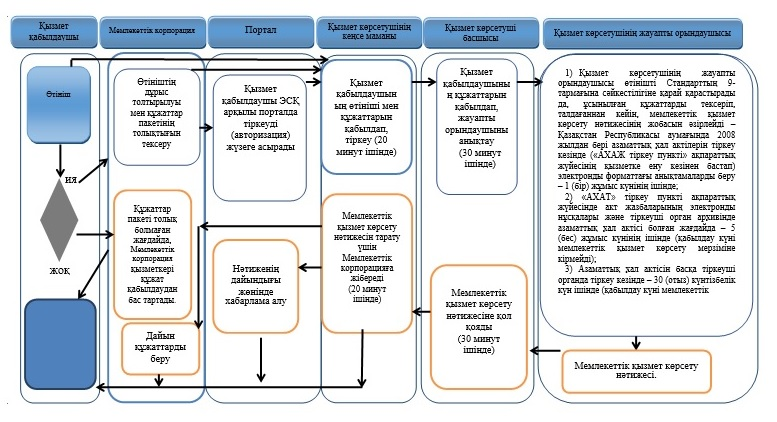 Қызмет
қабылдаушы
Мемлекеттік корпорация
Портал
Қызмет көрсетушінің
кеңсе маманы
Қызмет көрсетуші
басшысы
Қызмет көрсетушінің жауапты орындаушысы
Өтініш
ИЯ
ЖОҚ
Өтініштің
дұрыс
толтырылуы
мен құжаттар
пакетінің
толықтығын
тексеру
Құжаттар
пакеті толық
болмаған
жағдайда,
Мемлекеттік
корпорация
қызметкері
құжат
қабылдаудан
бас тартады.
Дайын
құжаттарды
беру
Қызмет
қабылдаушы ЭСҚ
арқылы порталда
тіркеуді
(авторизация)
жүзеге асырады
Нәтиженің
дайындығы
жөнінде
хабарлама алу
Қызмет
қабылдаушын
ың өтініші мен
құжаттарын
қабылдап,
тіркеу (20
минут ішінде)
Мемлекеттік
қызмет көрсету
нәтижесін тарату
үшін
Мемлекеттік
корпорацияға
жібереді
(20 минут
ішінде)
Қызмет
қабылдаушыны
ң құжаттарын
қабылдап,
жауапты
орындаушыны
анықтау
(30 минут
ішінде)
Мемлекеттік
қызмет көрсету
нәтижесіне қол
қояды
(30 минут
ішінде)
1) Қызмет көрсетушінің жауапты
орындаушысы өтінішті Стандарттың 9-
тармағына сәйкестілігіне қарай қарастырады
да, ұсынылған құжаттарды тексеріп,
талдағаннан кейін, мемлекеттік қызмет
көрсету нәтижесінің жобасын әзірлейді –
Қазақстан Республикасы аумағында 2008
жылдан бері азаматтық хал актілерін тіркеу
кезінде («АХАЖ тіркеу пункті» ақпараттық
жүйесінің қызметке ену кезінен бастап)
электронды форматтағы анықтамаларды беру
– 1 (бір) жұмыс күнінің ішінде;
2) «АХАТ» тіркеу пункті ақпараттық
жүйесінде акт жазбаларының электронды
нұсқалары және тіркеуші орган архивінде
азаматтық хал актісі болған жағдайда – 5
(бес) жұмыс күнінің ішінде (қабылдау күні
мемлекеттік қызмет көрсету мерзіміне
кірмейді);
3) Азаматтық хал актісін басқа тіркеуші
органда тіркеу кезінде – 30 (отыз) күнтізбелік
күн ішінде (қабылдау күні мемлекеттік
Мемлекеттік қызмет көрсету
нәтижесі.